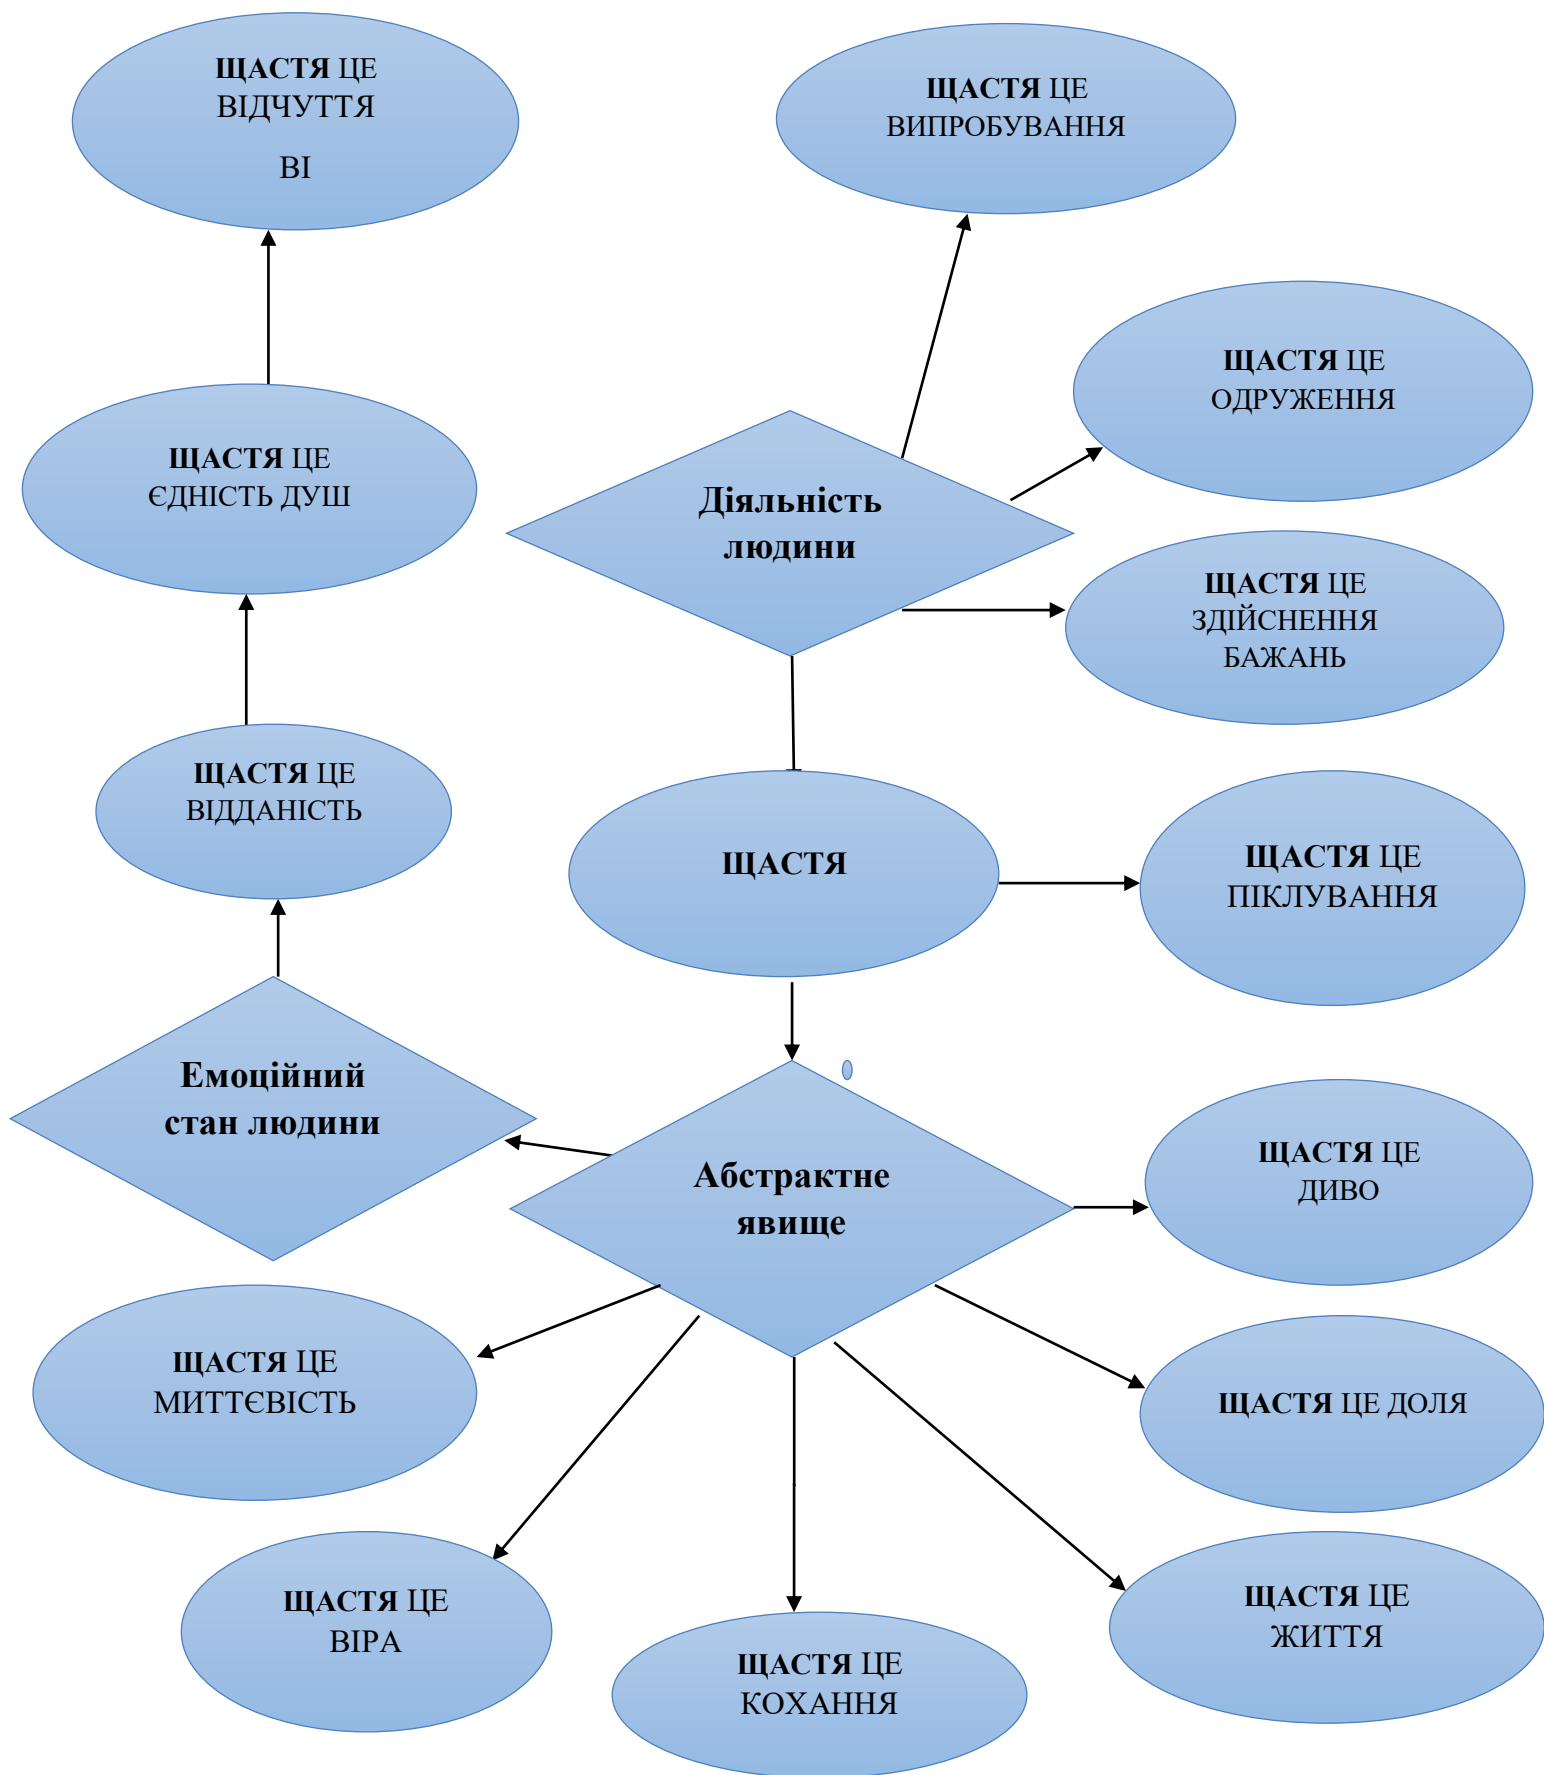 ЩАСТЯ ЦЕ
ВІДЧУТТЯ
ВІ
ЩАСТЯ ЦЕ
ВИПРОБУВАННЯ
ЩАСТЯ ЦЕ
ОДРУЖЕННЯ
ЩАСТЯ ЦЕ
ЄДНІСТЬ ДУШ
Діяльність
людини
ЩАСТЯ ЦЕ
ЗДІЙСНЕННЯ
БАЖАНЬ
ЩАСТЯ ЦЕ
ВІДДАНІСТЬ
ЩАСТЯ
ЩАСТЯ ЦЕ
ПІКЛУВАННЯ
Емоційний
стан людини
Абстрактне
явище
ЩАСТЯ ЦЕ
ДИВО
ЩАСТЯ ЦЕ
МИТТЄВІСТЬ
ЩАСТЯ ЦЕ ДОЛЯ
ЩАСТЯ ЦЕ
ВІРА
ЩАСТЯ ЦЕ
КОХАННЯ
ЩАСТЯ ЦЕ
ЖИТТЯ